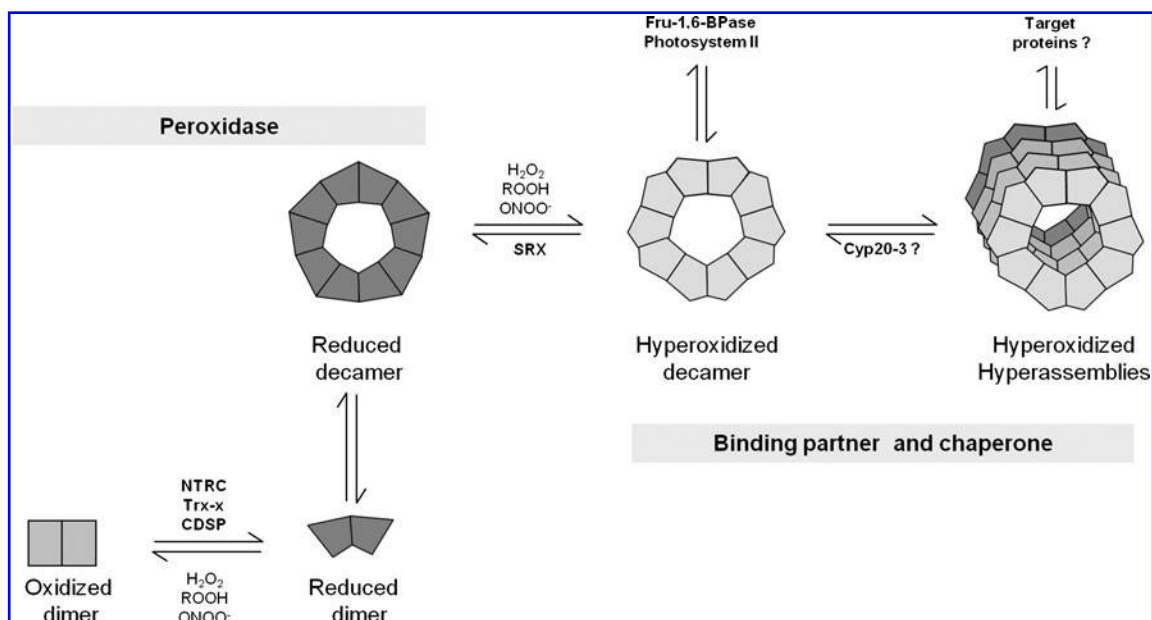 Fru-1,6-BPase
Photosystem II
Target
proteins ?
Peroxidase
H2O2
ROOH
ONOO-
SRX
Cyp20-3 ?
Reduced
decamer
Hyperoxidized
decamer
Hyperoxidized
Hyperassemblies
Binding partner and chaperone
NTRC
Trx-x
CDSP
H2O2
ROOH
ONOO-
Oxidized
dimer
Reduced
dimer